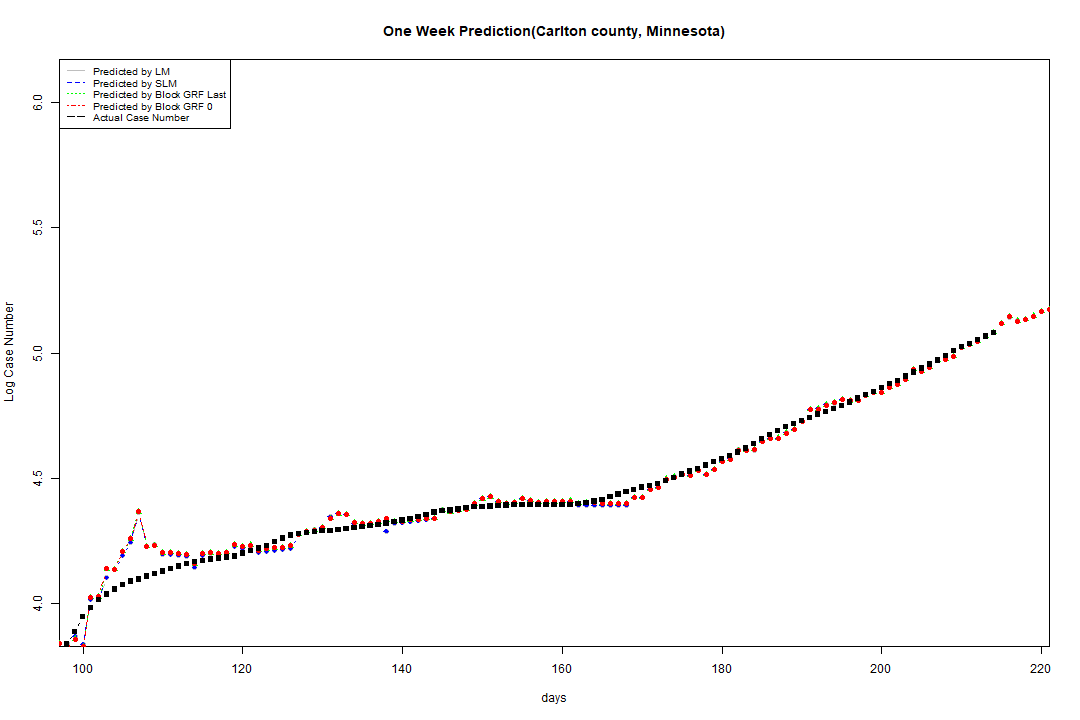 One Week Prediction(Carlton county, Minnesota)
Predicted by LM
Predicted by SLM
Predicted by Block GRF Last
Predicted by Block GRF 0
Actual Case Number
6.0
5.5
5.0
4.5
4.0
Log Case Number
100 120 140 160 180 200 220
days